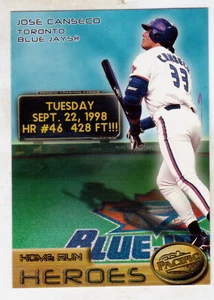 JOSE CANSECO
TORONTO
BLUE JAYS®
CANSECO
33
TUESDAY
SEPT. 22, 1998
HR #46 428 FT!!!
BLUE
HOME RUN
HEROES
PACIFIC